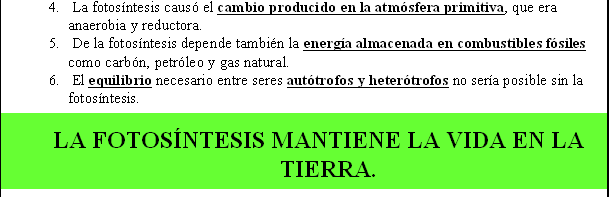 4. La fotosíntesis causó el cambio producido en la atmósfera primitiva, que era
anaerobia y reductora.
5. De la fotosíntesis depende también la energía almacenada en combustibles fósiles
como carbón, petróleo y gas natural.
6. El equilibrio necesario entre seres autótrofos y heterótrofos no sería posible sin la
fotosíntesis.
LA FOTOSÍNTESIS MANTIENE LA VIDA EN LA
TIERRA.